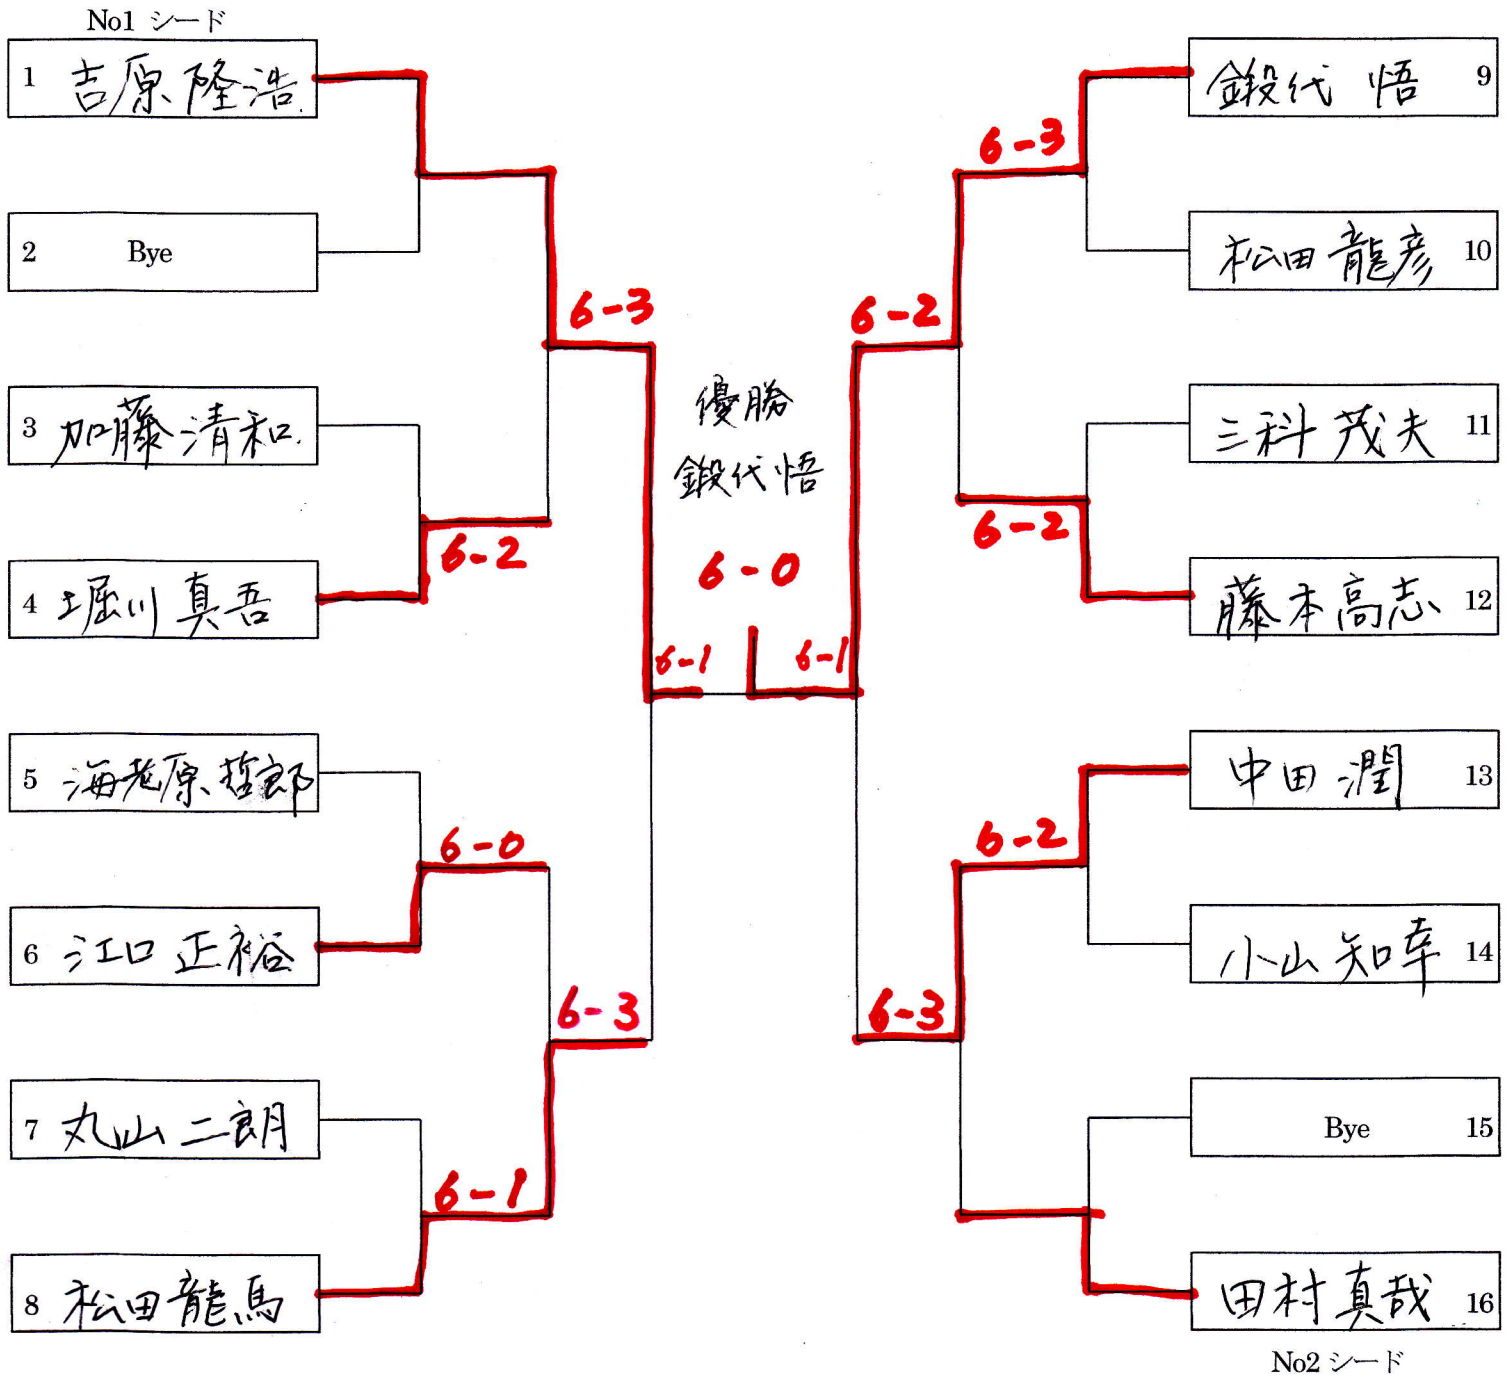 No1 シード
1 吉原隆浩
2 Bye
3 加藤清和
4 堀川真吾
5 海老原哲郎
6 江口正裕
7 丸山二朗
8 松田龍馬
6-2
6-0
6-1
6-3
6-3
6-1
優勝
鍛代悟
6-0
6-1
6-2
6-3
6-3
6-2
6-2
鍛代 悟 9
松田龍彦 10
三科茂夫 11
藤本高志 12
中田潤 13
小山知幸 14
Bye 15
田村真哉 16
No2 シード